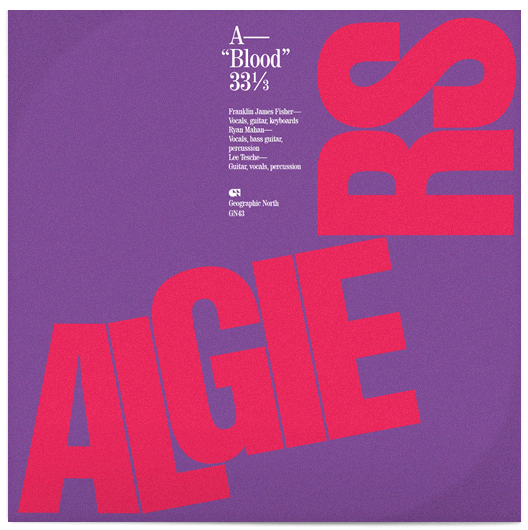 A—
“Blood”
33⅓
Franklin James Fisher—
Vocals, guitar, keyboards
Ryan Mahan—
Vocals, bass guitar,
percussion
Lee Tesche—
Guitar, vocals, percussion
GN
Geographic North
GN43
ALGIE
RS